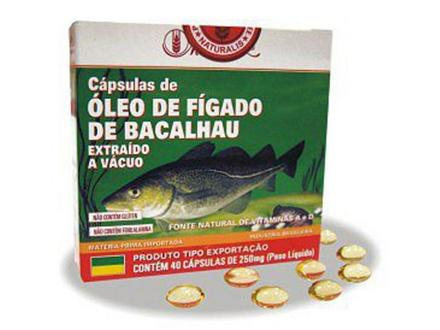 NATURALIS
Cápsulas de
ÓLEO DE FÍGADO
DE BACALHAU
EXTRAÍDO
A VÁCUO
NÃO CONTÉM GLÚTEN
NÃO CONTÉM FENILALANINA
FONTE NATURAL DE VITAMINAS A e D
MATÉRIA PRIMA IMPORTADA
INDÚSTRIA BRASILEIRA
PRODUTO TIPO EXPORTAÇÃO
CONTÉM 40 CÁPSULAS DE 250mg (Peso Líquido)